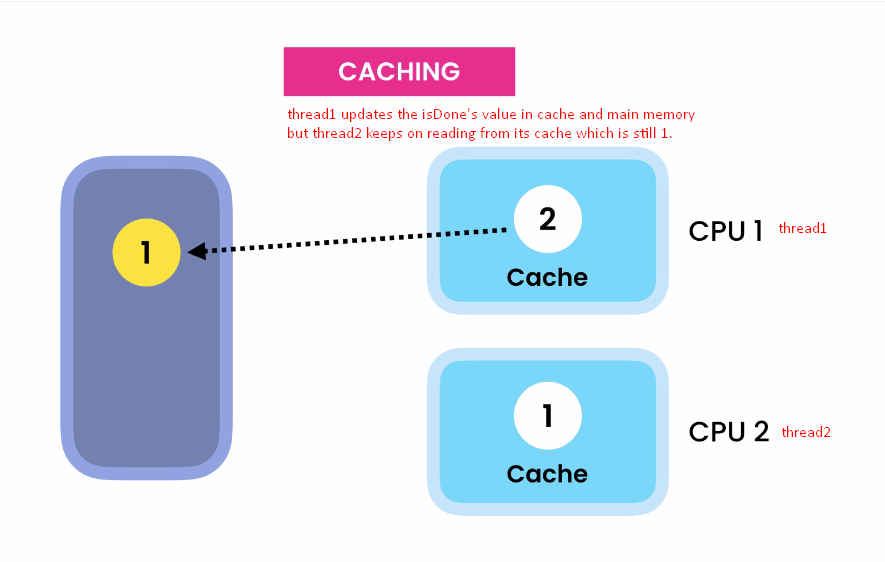 CACHING
thread1 updates the isDone's value in cache and main memory
but thread2 keeps on reading from its cache which is still 1.
2
Cache
CPU 1 thread1
1
1
Cache
CPU 2 thread2